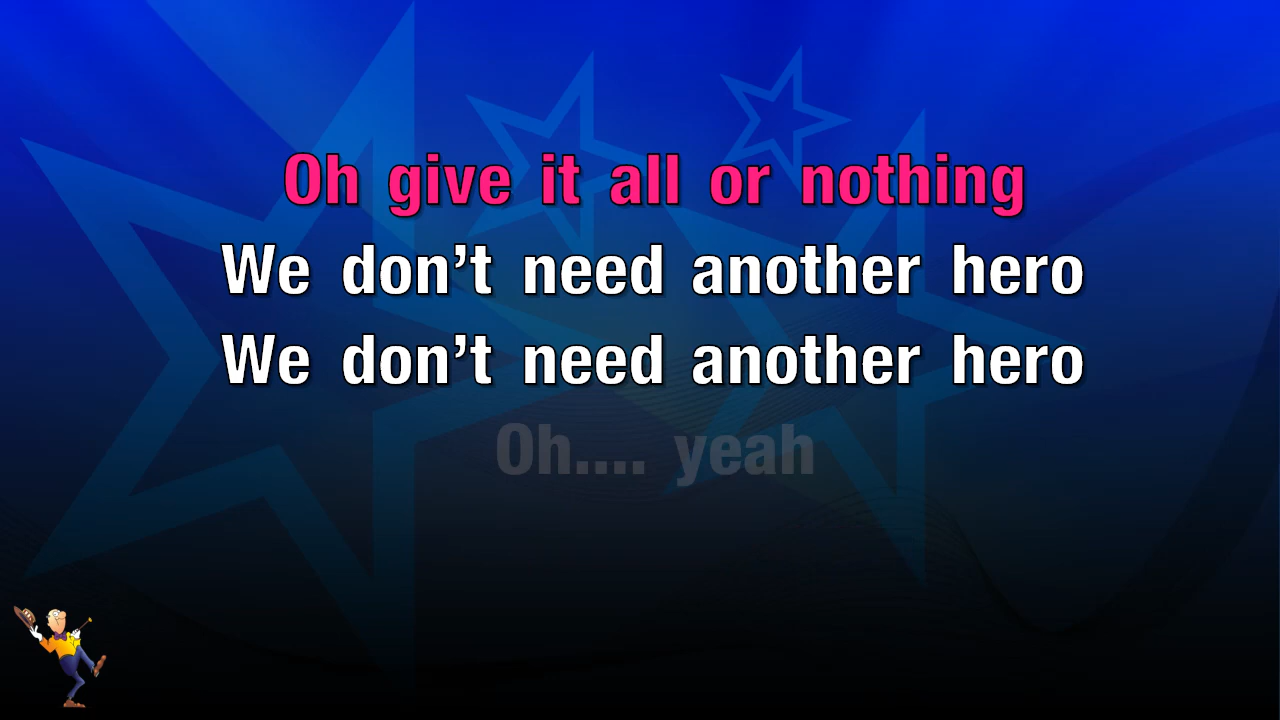 Oh give it all or nothing
We don’t need another hero
We don’t need another hero
Oh.... yeah